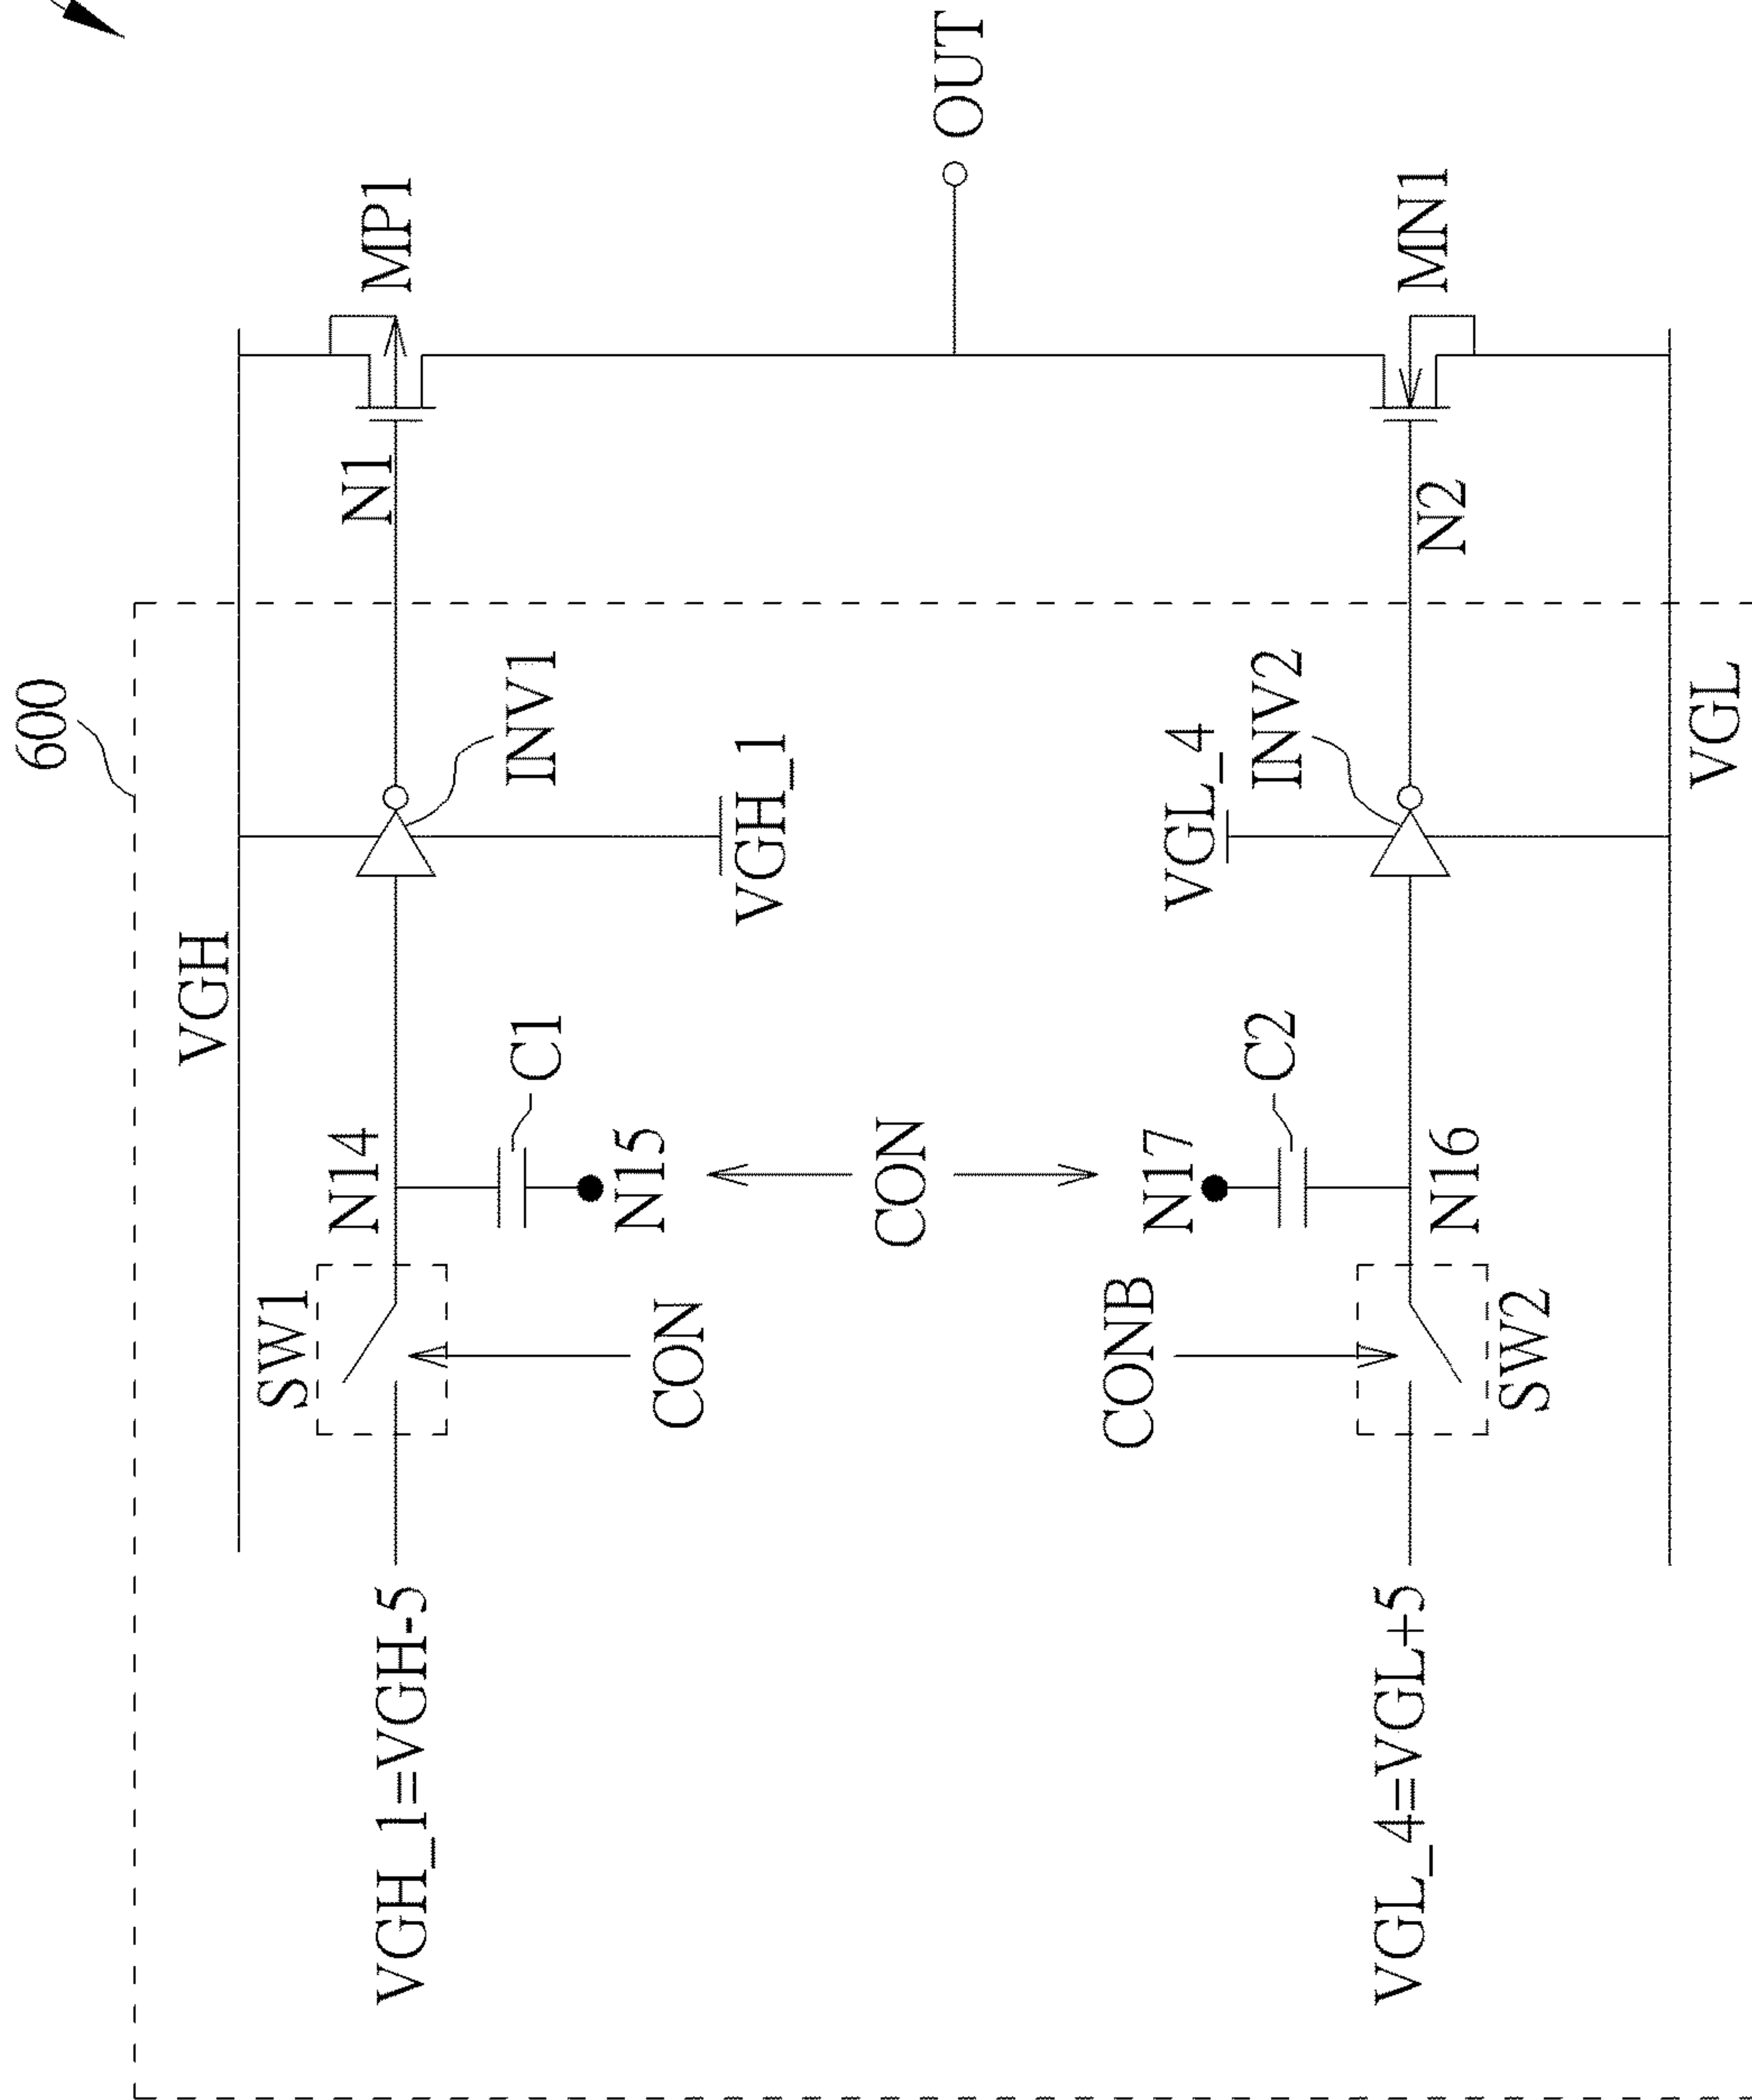 600
VGH
SW1
N14
N1
MP1
VGH_1=VGH-5
C1
INV1
N15
CON
VGH_1
CON
OUT
CONB
N17
C2
VGL_4
INV2
VGL_4=VGL+5
N16
N2
MN1
SW2
VGL